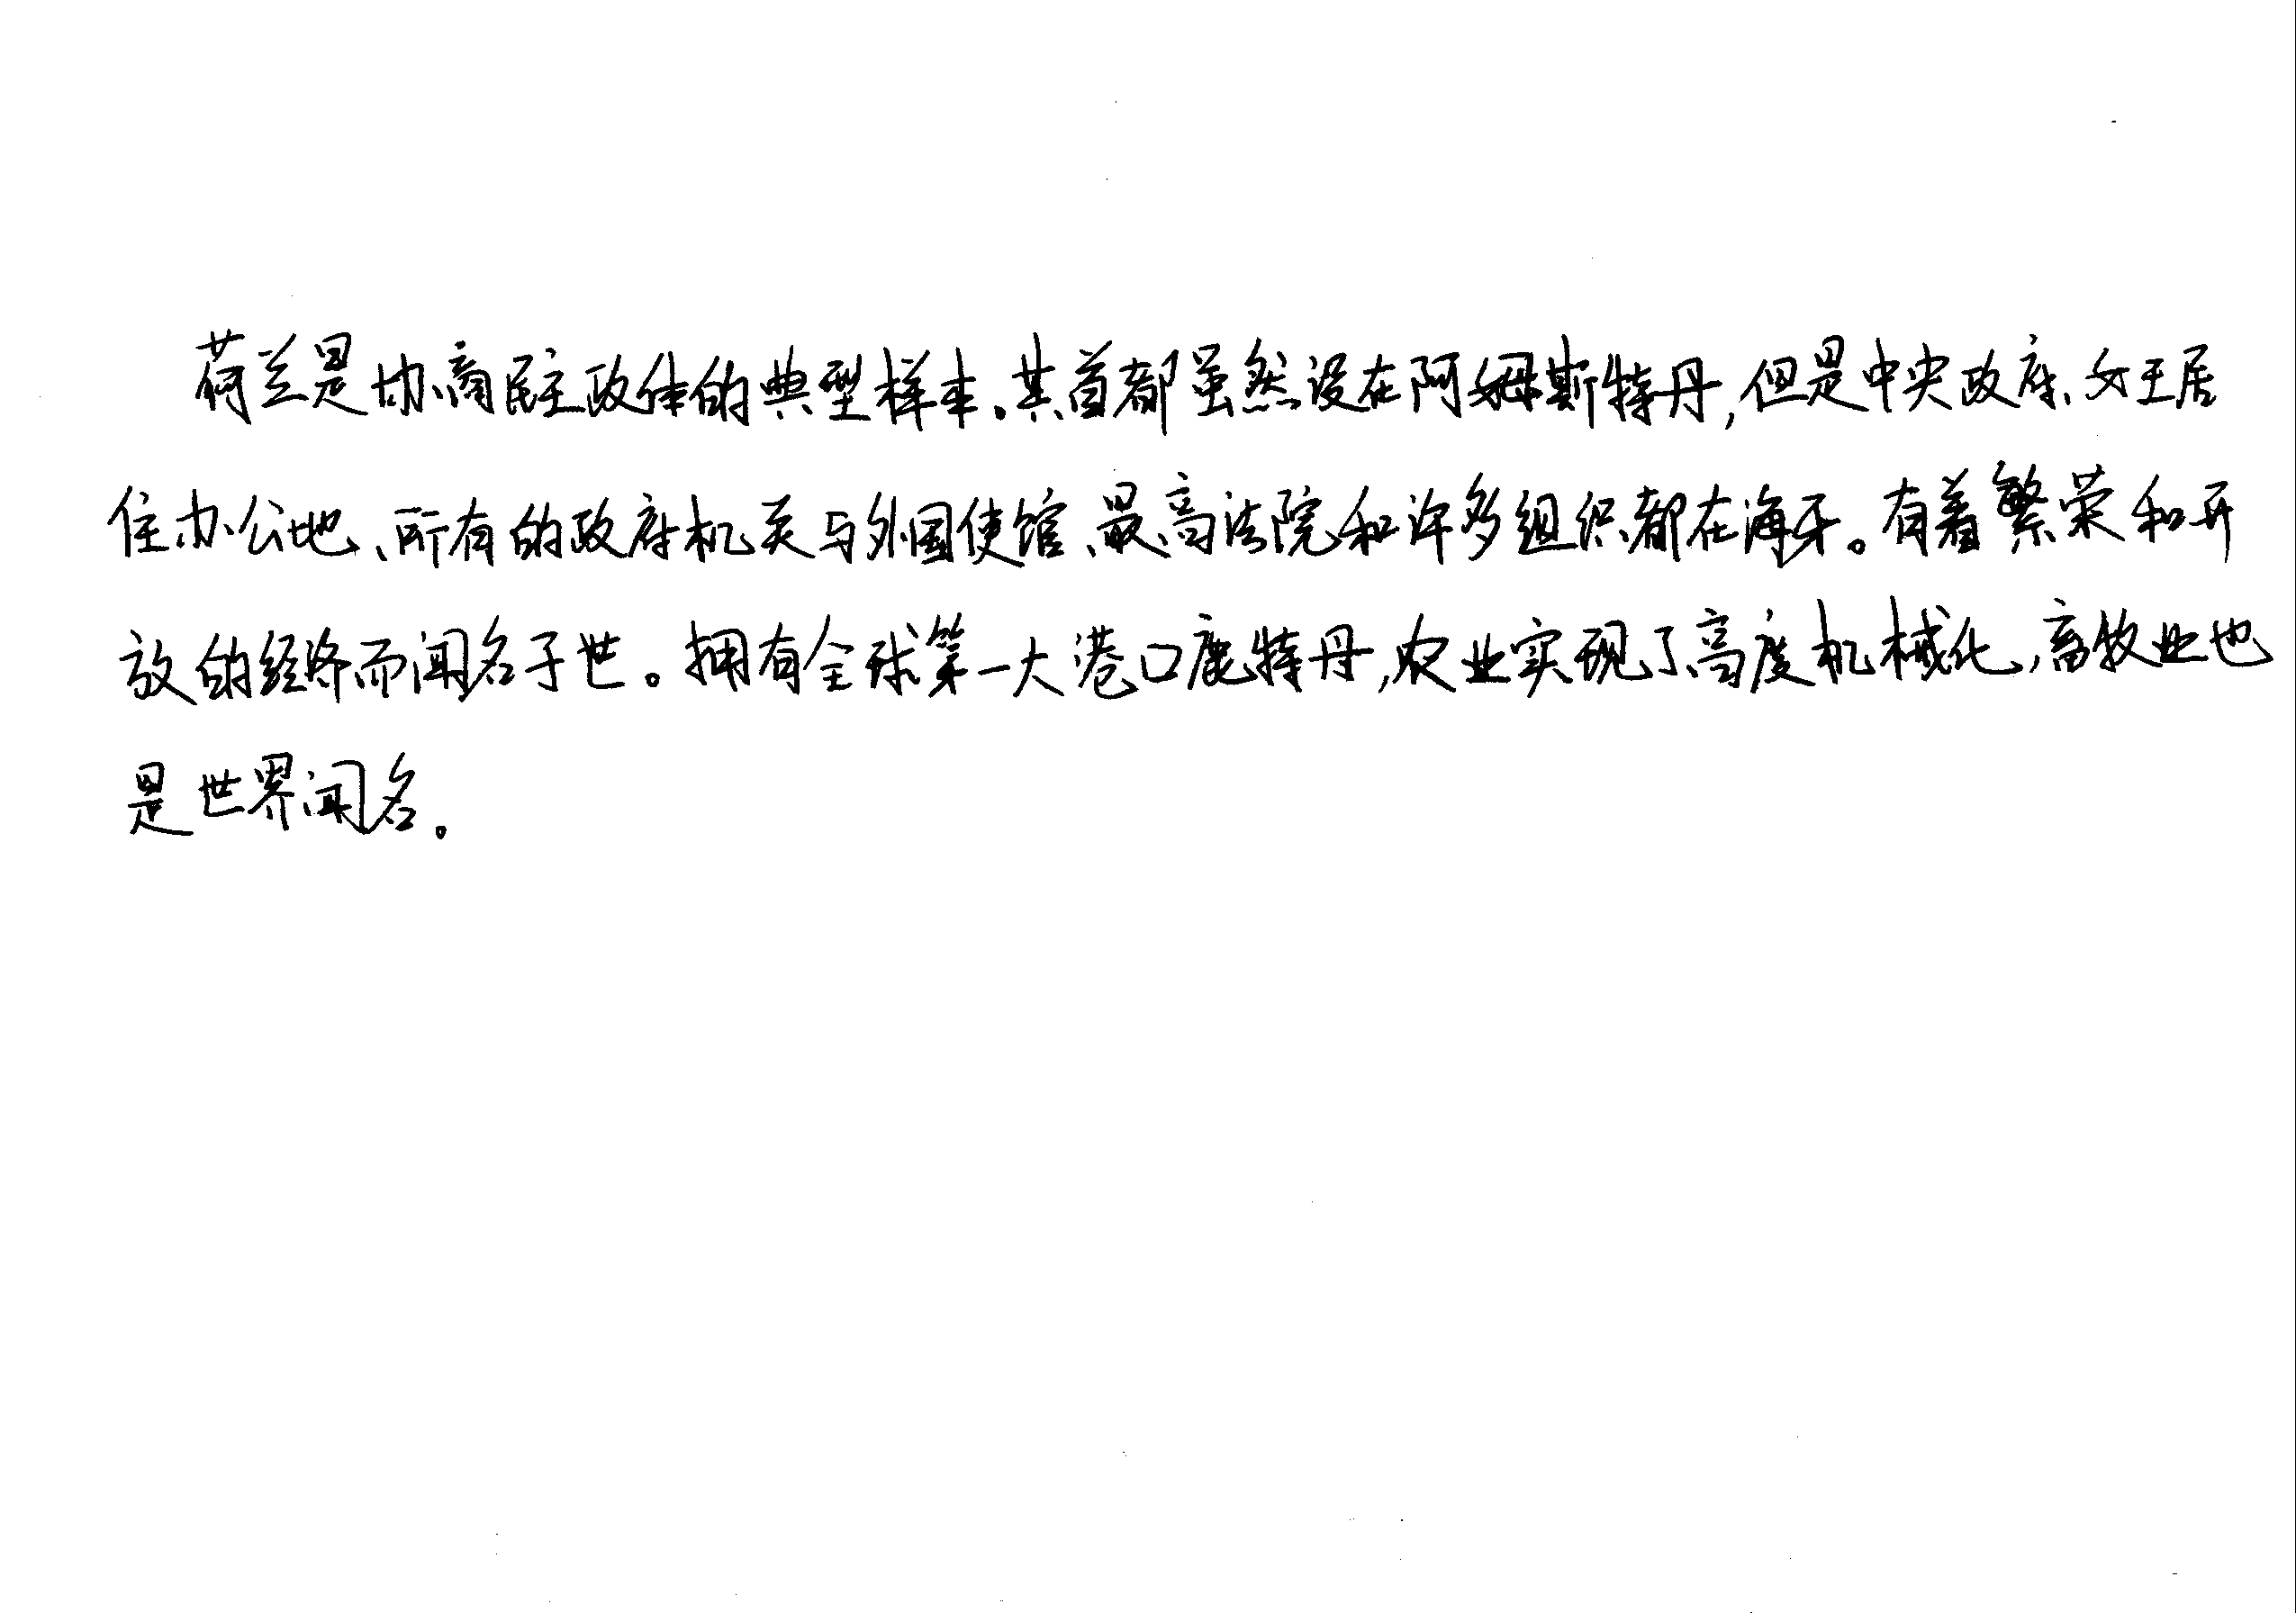 荷兰是协商民主政体的典型样本。其首都虽然设在阿姆斯特丹,但是中央政府、女王居
住办公地、所有的政府机关与外国使馆、最高法院和许多组织都在海牙。有着繁荣和开
放的经济而闻名于世。拥有全球第一大港口鹿特丹,农业实现了高度机械化,畜牧业也
是世界闻名。